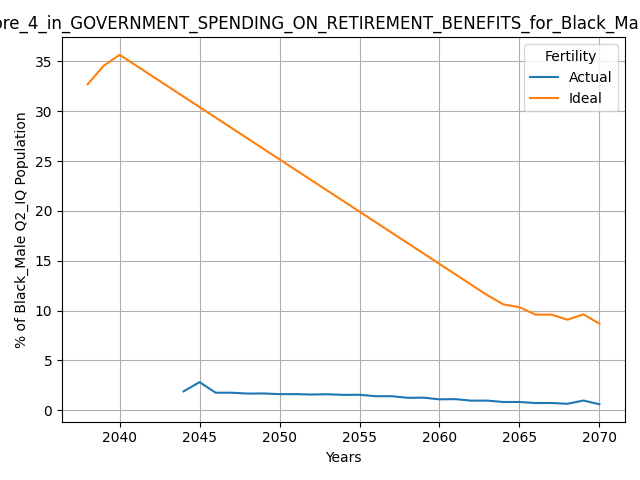 ore_4_in_GOVERNMENT_SPENDING_ON_RETIREMENT_BENEFITS_for_Black_Ma
Fertility
Actual
Ideal
% of Black_Male Q2_IQ Population
35
30
25
20
15
10
5
0
2040 2045 2050 2055 2060 2065 2070
Years